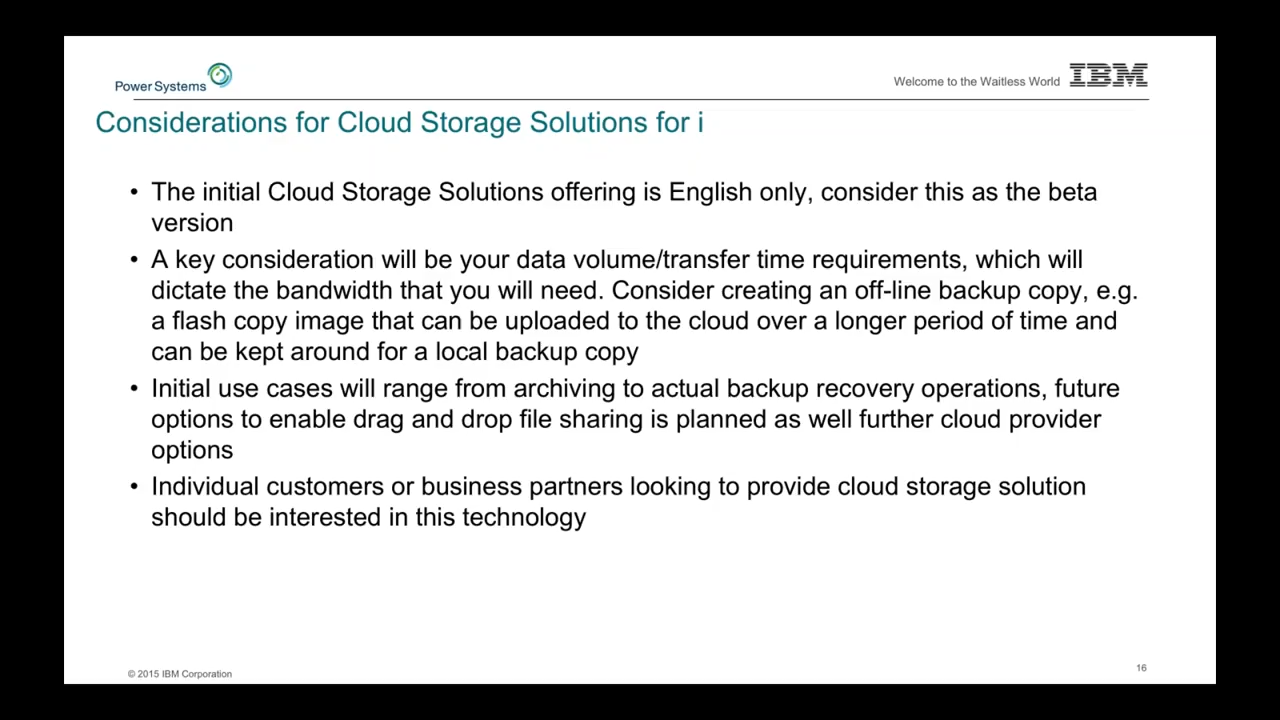 Power Systems
Welcome to the Waitless World IBM
Considerations for Cloud Storage Solutions for i
• The initial Cloud Storage Solutions offering is English only, consider this as the beta
version
• A key consideration will be your data volume/transfer time requirements, which will
dictate the bandwidth that you will need. Consider creating an off-line backup copy, e.g.
a flash copy image that can be uploaded to the cloud over a longer period of time and
can be kept around for a local backup copy
• Initial use cases will range from archiving to actual backup recovery operations, future
options to enable drag and drop file sharing is planned as well further cloud provider
options
• Individual customers or business partners looking to provide cloud storage solution
should be interested in this technology
© 2015 IBM Corporation
16